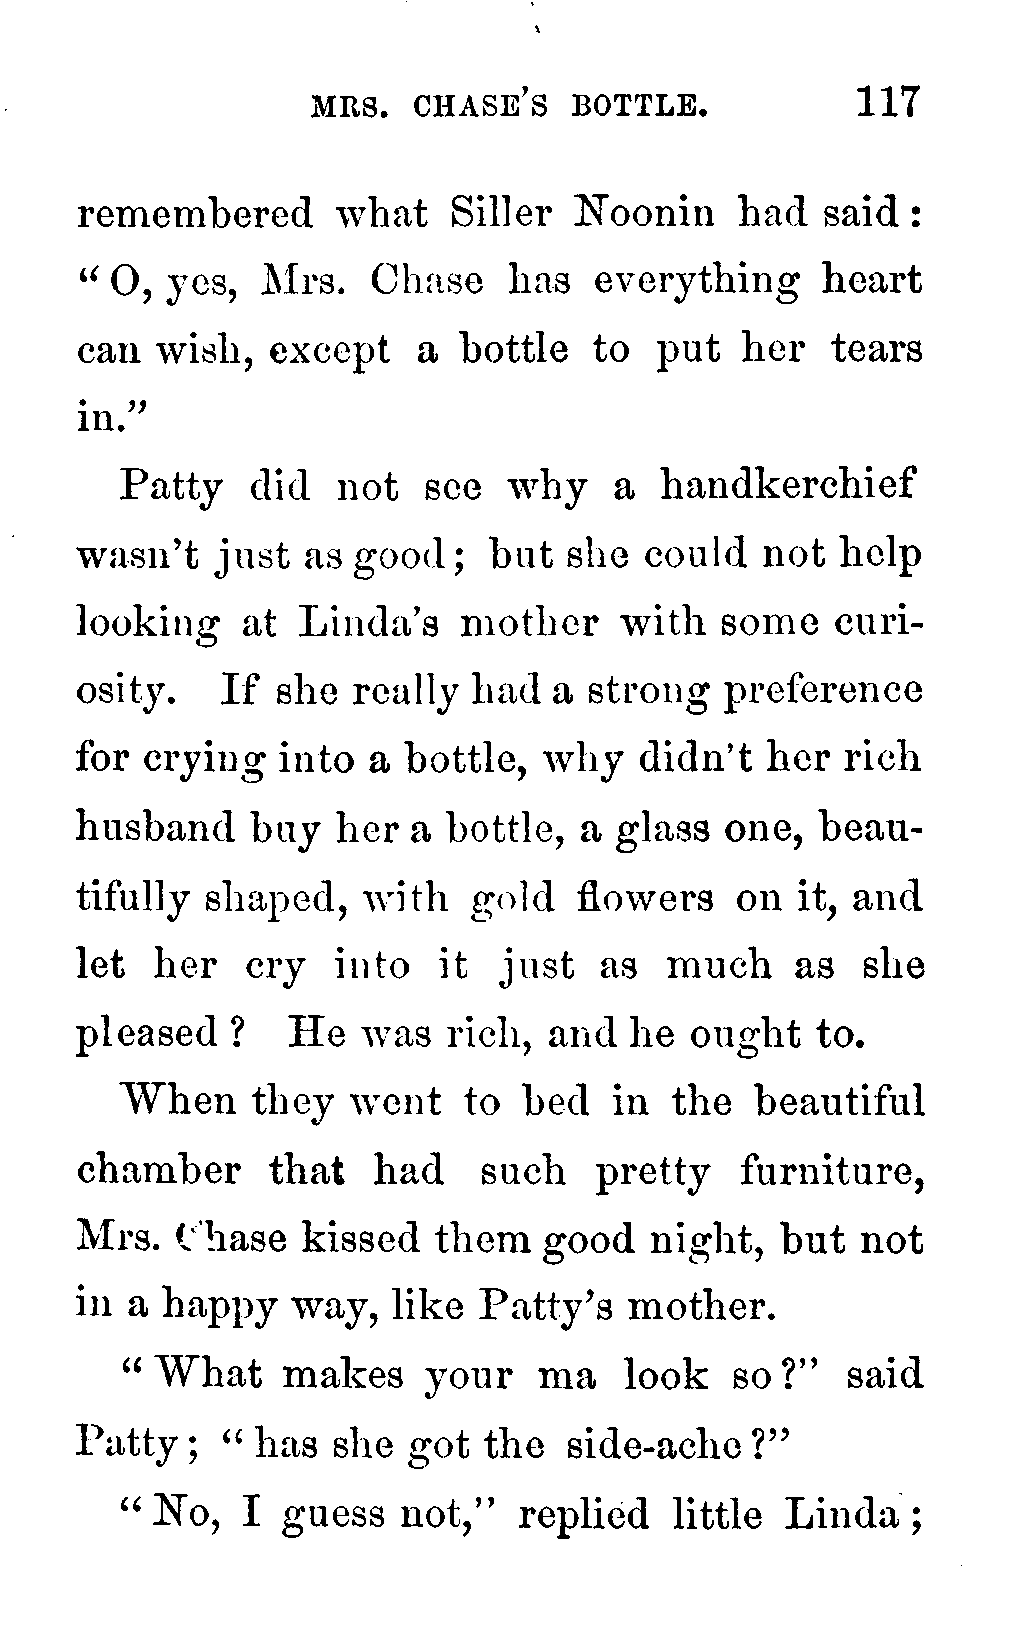 MRS. CHASE'S BOTTLE. 117
remembered what Siller Noonin had said:
"O, yes, Mrs. Chase has everything heart
can wish, except a bottle to put her tears
in."
Patty did not see why a handkerchief
wasn't just as good; but she could not help
looking at Linda's mother with some curi-
osity. If she really had a strong preference
for crying into a bottle, why didn't her rich
husband buy her a bottle, a glass one, beau-
tifully shaped, with gold flowers on it, and
let her cry into it just as much as she
pleased? He was rich, and he ought to.
When they went to bed in the beautiful
chamber that had such pretty furniture,
Mrs. Chase kissed them good night, but not
in a happy way, like Patty's mother.
"What makes your ma look so?" said
Patty; "has she got the side-ache?"
"No, I guess not," replied little Linda;